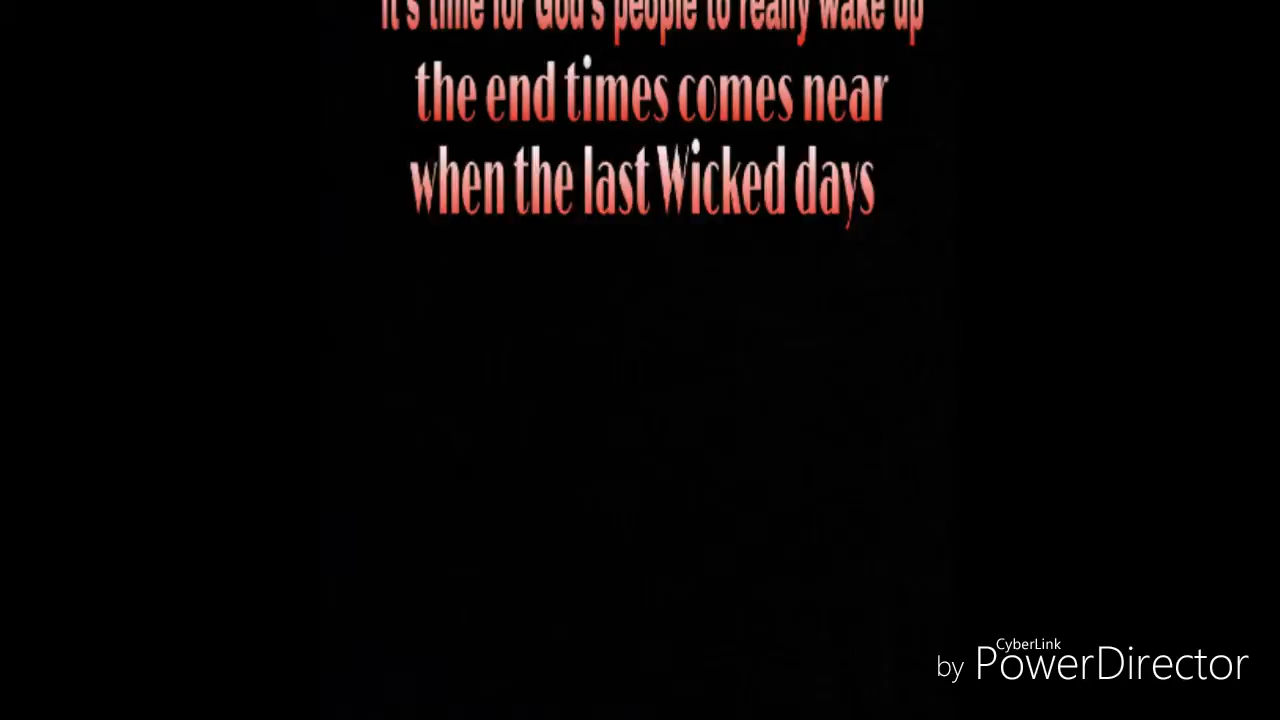 It's time for God's people to really wake up
the end times comes near
when the last Wicked days
CyberLink
by PowerDirector